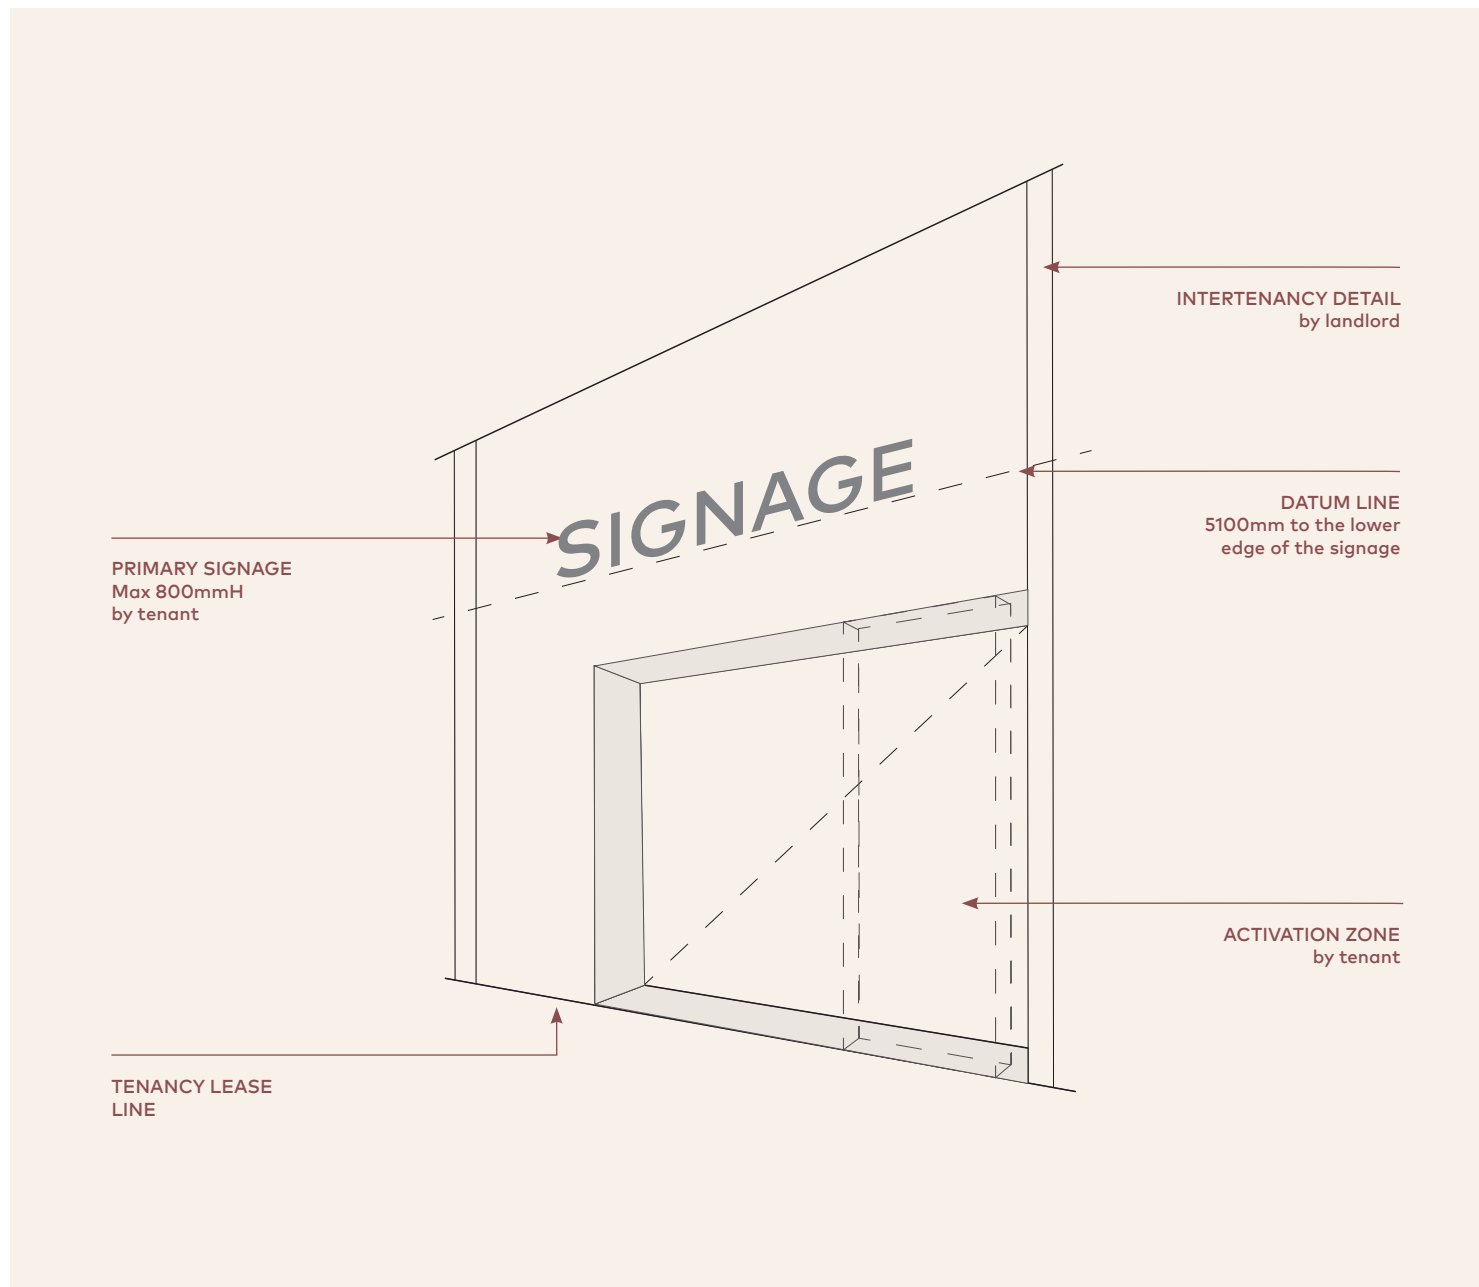 INTERTENANCY DETAIL
by landlord
SIGNAGE
DATUM LINE
5100mm to the lower
edge of the signage
PRIMARY SIGNAGE
Max 800mmH
by tenant
ACTIVATION ZONE
by tenant
TENANCY LEASE
LINE